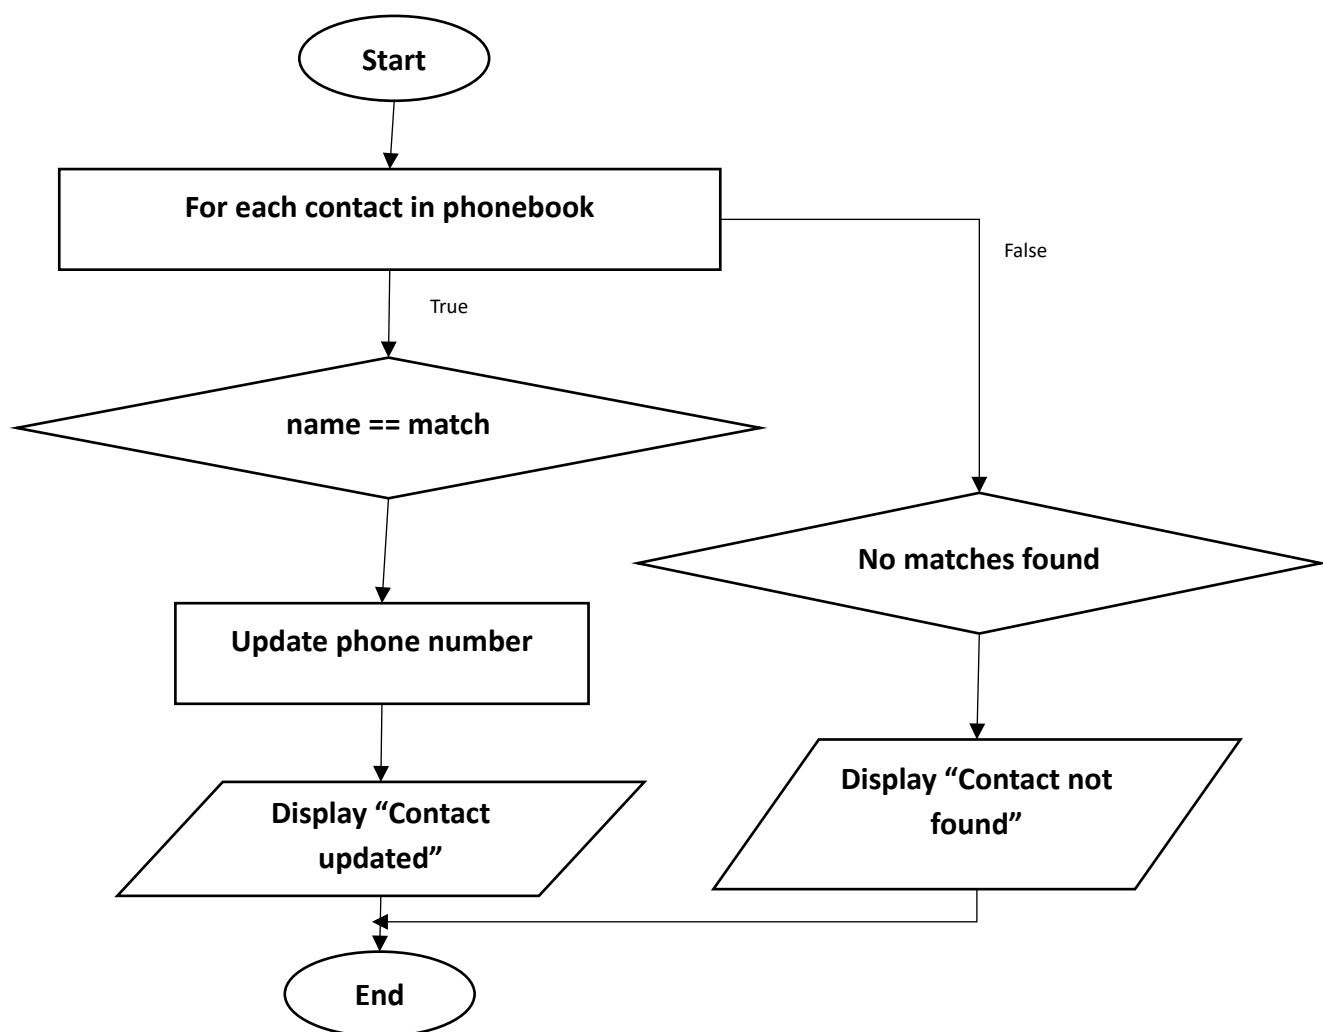 Start
For each contact in phonebook
False
True
name == match
No matches found
Update phone number
Display “Contact not
found”
Display “Contact
updated”
End